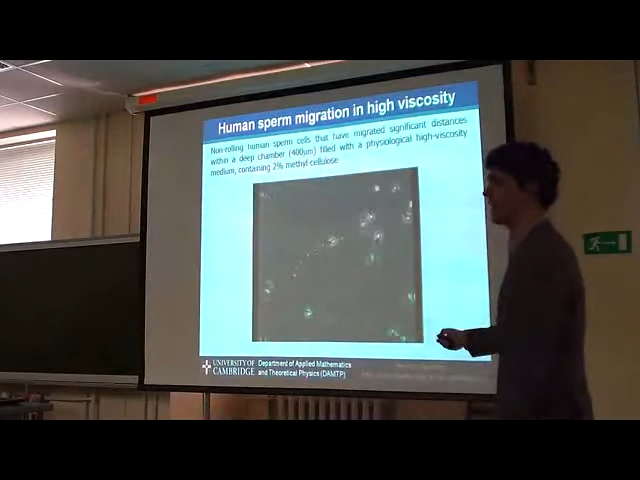 Human sperm migration in high viscosity
Non-rolling human sperm cells that have migrated significant distances
within a deep chamber (400μm) filled with a physiological high-viscosity
medium, containing 2% methyl-cellulose
UNIVERSITY OF
CAMBRIDGE
Department of Applied Mathematics
and Theoretical Physics (DAMTP)